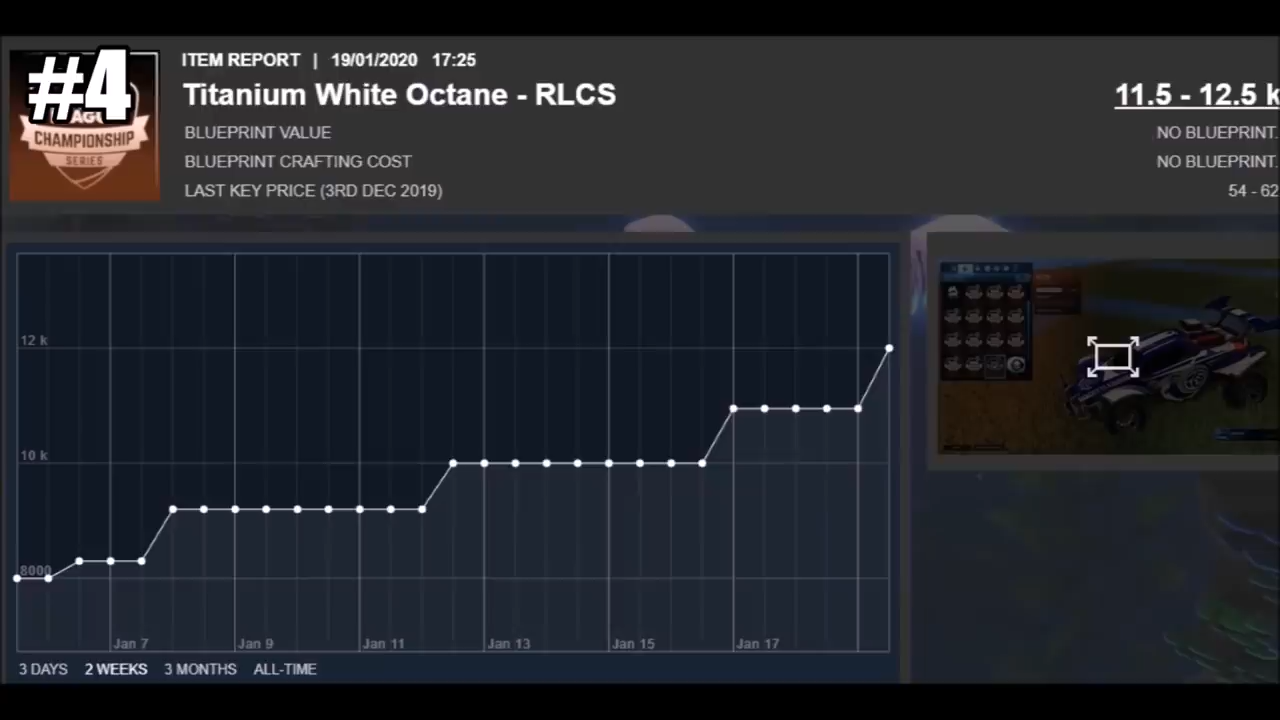 #4
CHAMPIONSHIP
SERIES
ITEM REPORT | 19/01/2020 17:25
Titanium White Octane - RLCS
11.5 - 12.5 k
BLUEPRINT VALUE
NO BLUEPRINT.
BLUEPRINT CRAFTING COST
NO BLUEPRINT.
LAST KEY PRICE (3RD DEC 2019)
54 - 62
12 k
10 k
8000
Jan 7
Jan 9
Jan 11
Jan 13
Jan 15
Jan 17
3 DAYS
2 WEEKS
3 MONTHS
ALL-TIME